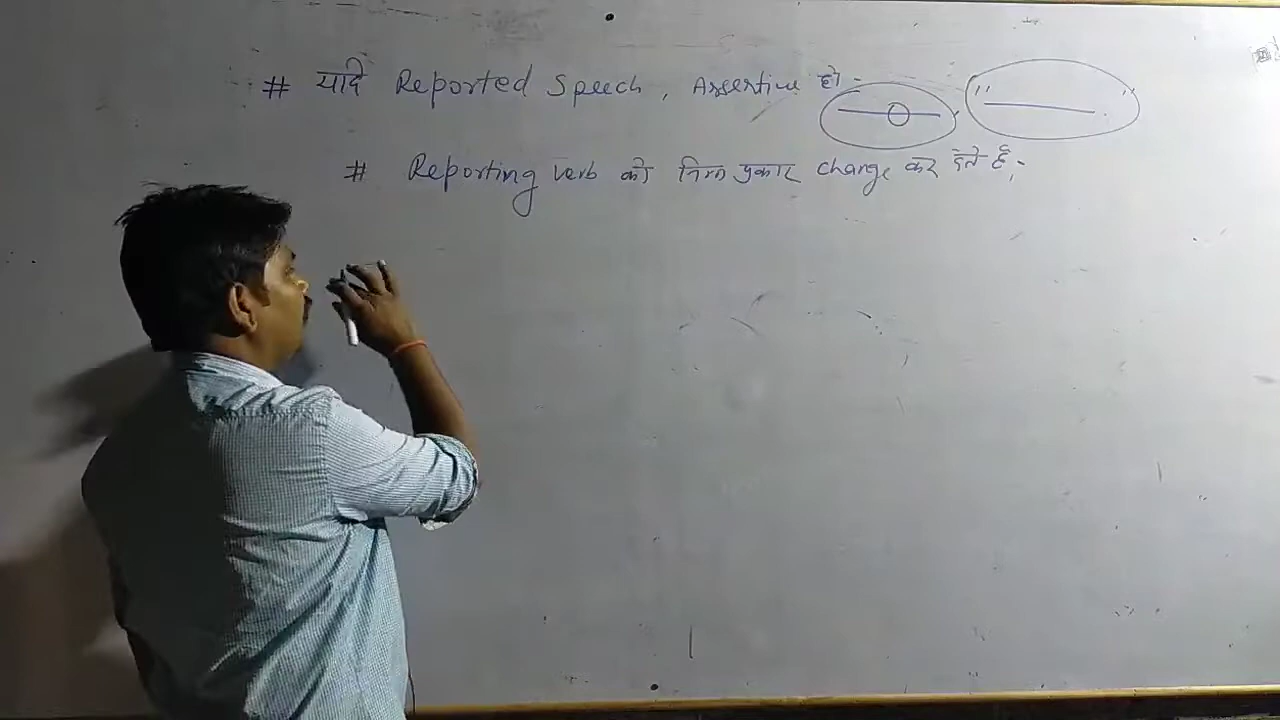 # यदि Reported Speech, Assertive हो -
" "
# Reporting verb को निम्न प्रकार change कर देते हैं ;